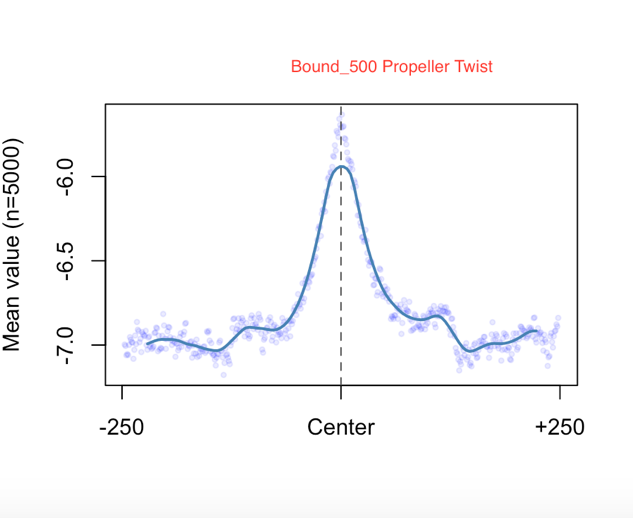 Bound_500 Propeller Twist
Mean value (n=5000)
-6.0
-6.5
-7.0
-250
Center
+250